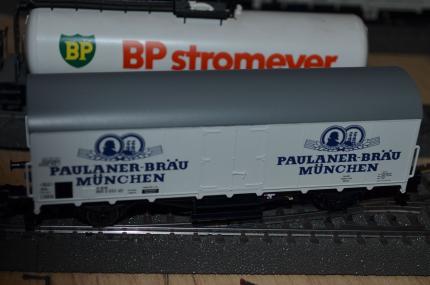 BP
BP stromeyer
PAULANER-BRÄU
MÜNCHEN
PAULANER-BRÄU
MÜNCHEN